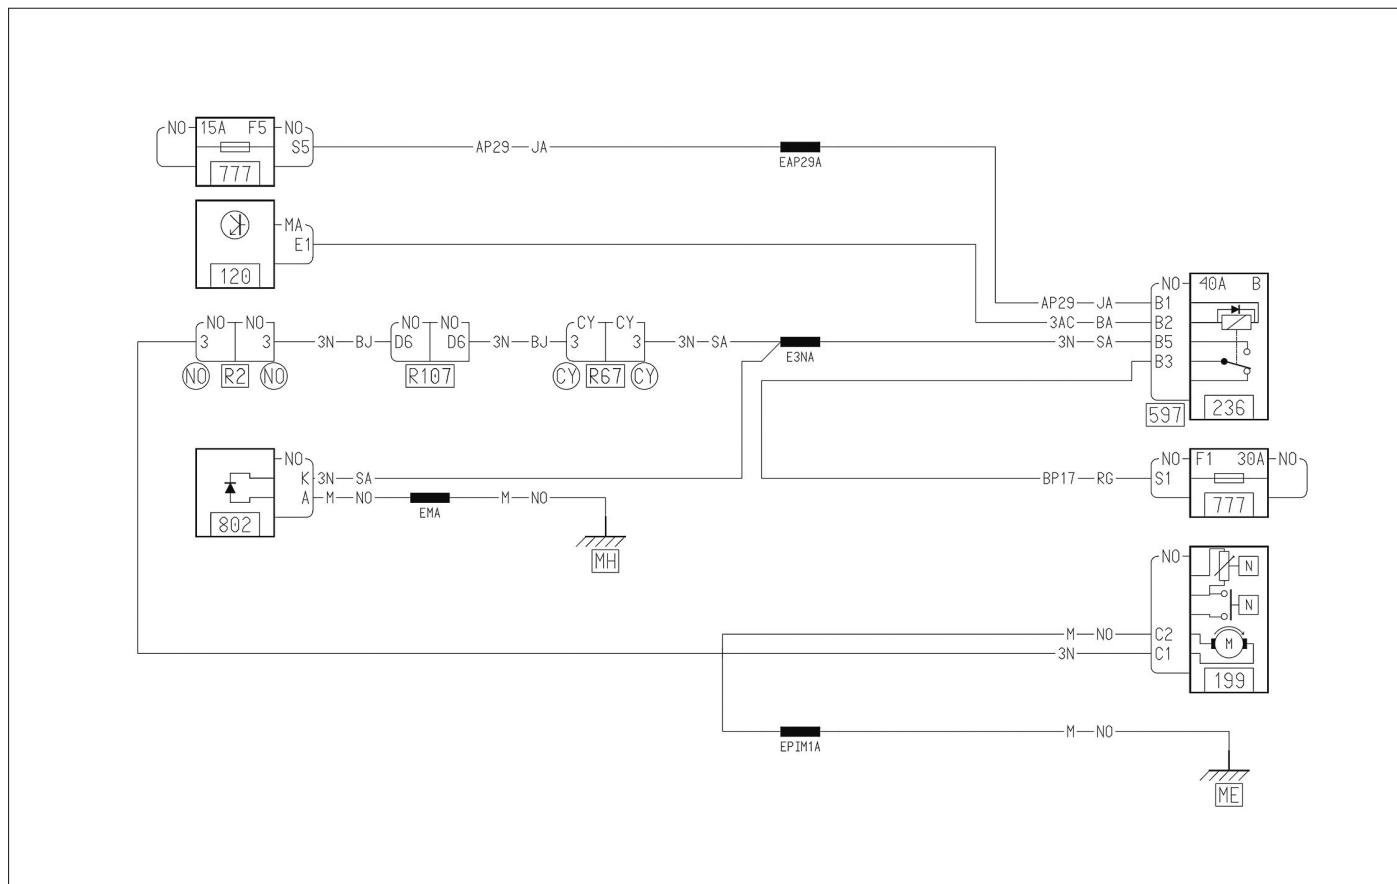 NO 15A F5 NO
S5 AP29 JA
EAP29A
777
MA
E1
120
NO 40A B
AP29 JA B1
3AC BA B2
NO NO NO NO CY CY
3 3 3N BJ D6 D6 3N BJ 3 3 3N SA 3N SA B5
E3NA
B3
NO R2 NO R107 CY R67 CY
597 236
NO NO F1 30A NO
K 3N SA BP17 RG S1
A M NO M NO
EMA
777
802
MH
NO
N
N
M NO C2 M
3N C1
199
M NO
EPIM1A
ME